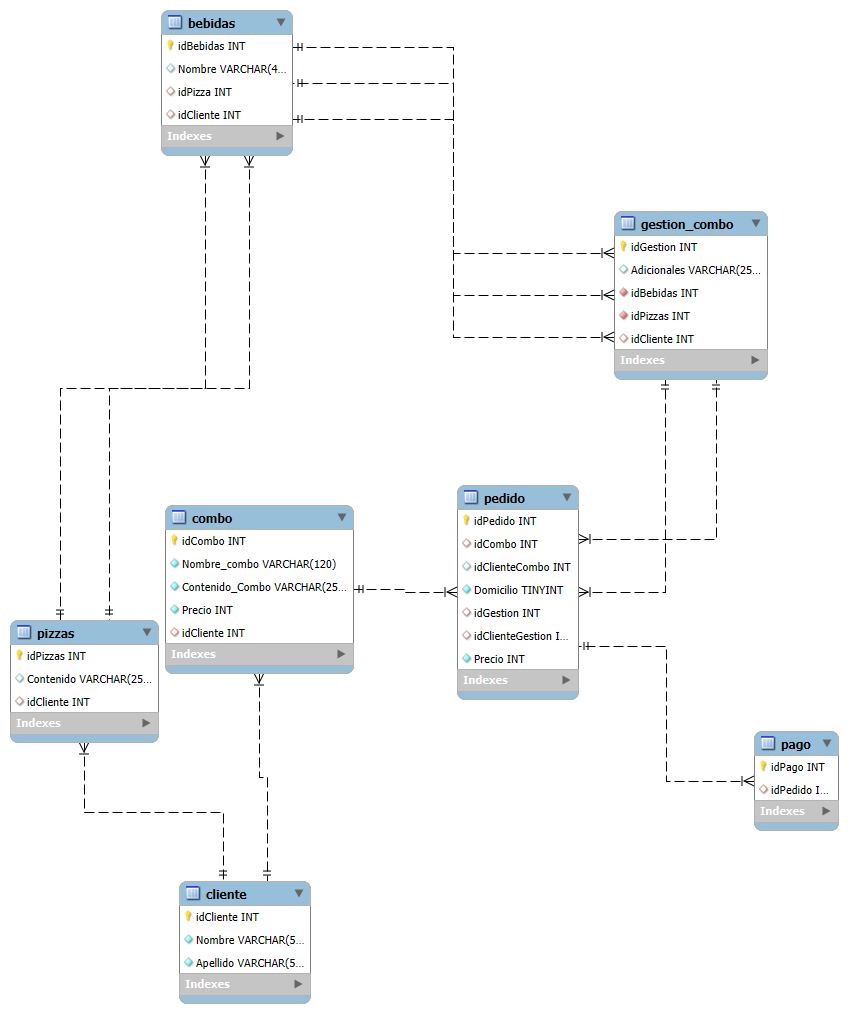 bebidas
idBebidas INT
Nombre VARCHAR(4...
idPizza INT
idCliente INT
Indexes
gestion_combo
idGestion INT
Adicionales VARCHAR(25...
idBebidas INT
idPizzas INT
idCliente INT
Indexes
pedido
idPedido INT
idCombo INT
idClienteCombo INT
Domicilio TINYINT
idGestion INT
idClienteGestion I...
Precio INT
Indexes
combo
idCombo INT
Nombre_combo VARCHAR(120)
Contenido_Combo VARCHAR(25...
Precio INT
idCliente INT
Indexes
pizzas
idPizzas INT
Contenido VARCHAR(25...
idCliente INT
Indexes
pago
idPago INT
idPedido I...
Indexes
cliente
idCliente INT
Nombre VARCHAR(5...
Apellido VARCHAR(5...
Indexes